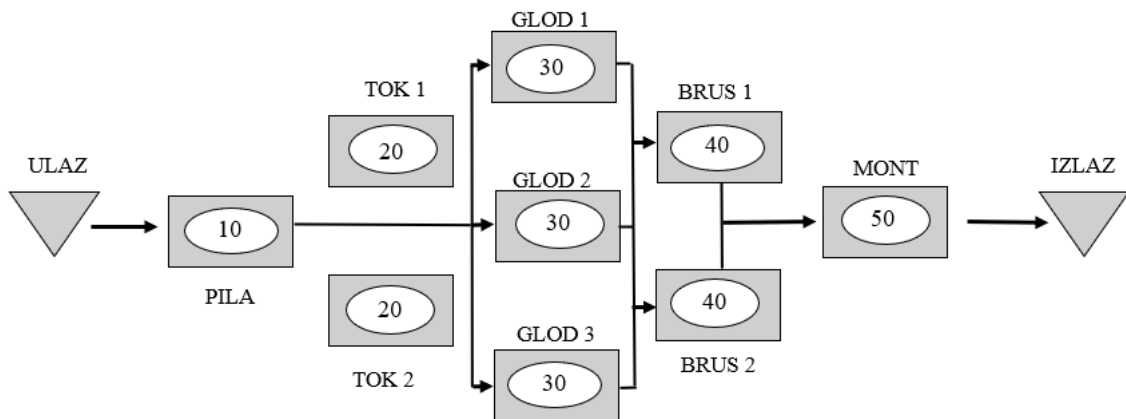 ULAZ
10
PILA
TOK 1
20
20
TOK 2
GLOD 1
30
GLOD 2
30
GLOD 3
30
BRUS 1
40
40
BRUS 2
MONT
50
IZLAZ